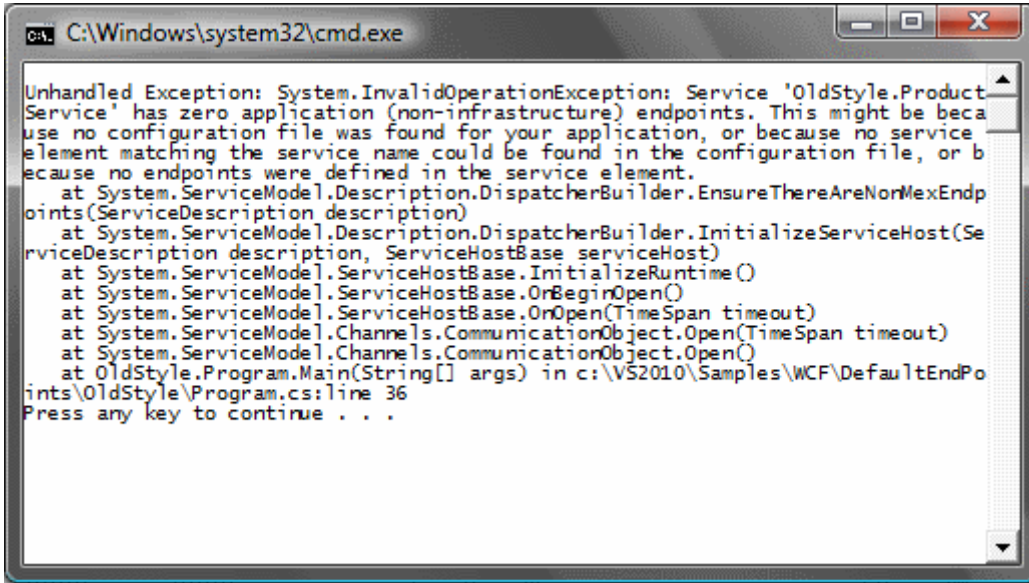 C:\Windows\system32\cmd.exe
Unhandled Exception: System.InvalidOperationException: Service 'OldStyle.Product
Service' has zero application (non-infrastructure) endpoints. This might be beca
use no configuration file was found for your application, or because no service
element matching the service name could be found in the configuration file, or b
ecause no endpoints were defined in the service element.
   at System.ServiceModel.Description.DispatcherBuilder.EnsureThereAreNonMexEndp
oints(ServiceDescription description)
   at System.ServiceModel.Description.DispatcherBuilder.InitializeServiceHost(Se
rviceDescription description, ServiceHostBase serviceHost)
   at System.ServiceModel.ServiceHostBase.InitializeRuntime()
   at System.ServiceModel.ServiceHostBase.OnBeginOpen()
   at System.ServiceModel.ServiceHostBase.OnOpen(TimeSpan timeout)
   at System.ServiceModel.Channels.CommunicationObject.Open(TimeSpan timeout)
   at System.ServiceModel.Channels.CommunicationObject.Open()
   at OldStyle.Program.Main(String[] args) in c:\VS2010\Samples\WCF\DefaultEndPo
ints\OldStyle\Program.cs:line 36
Press any key to continue . . .